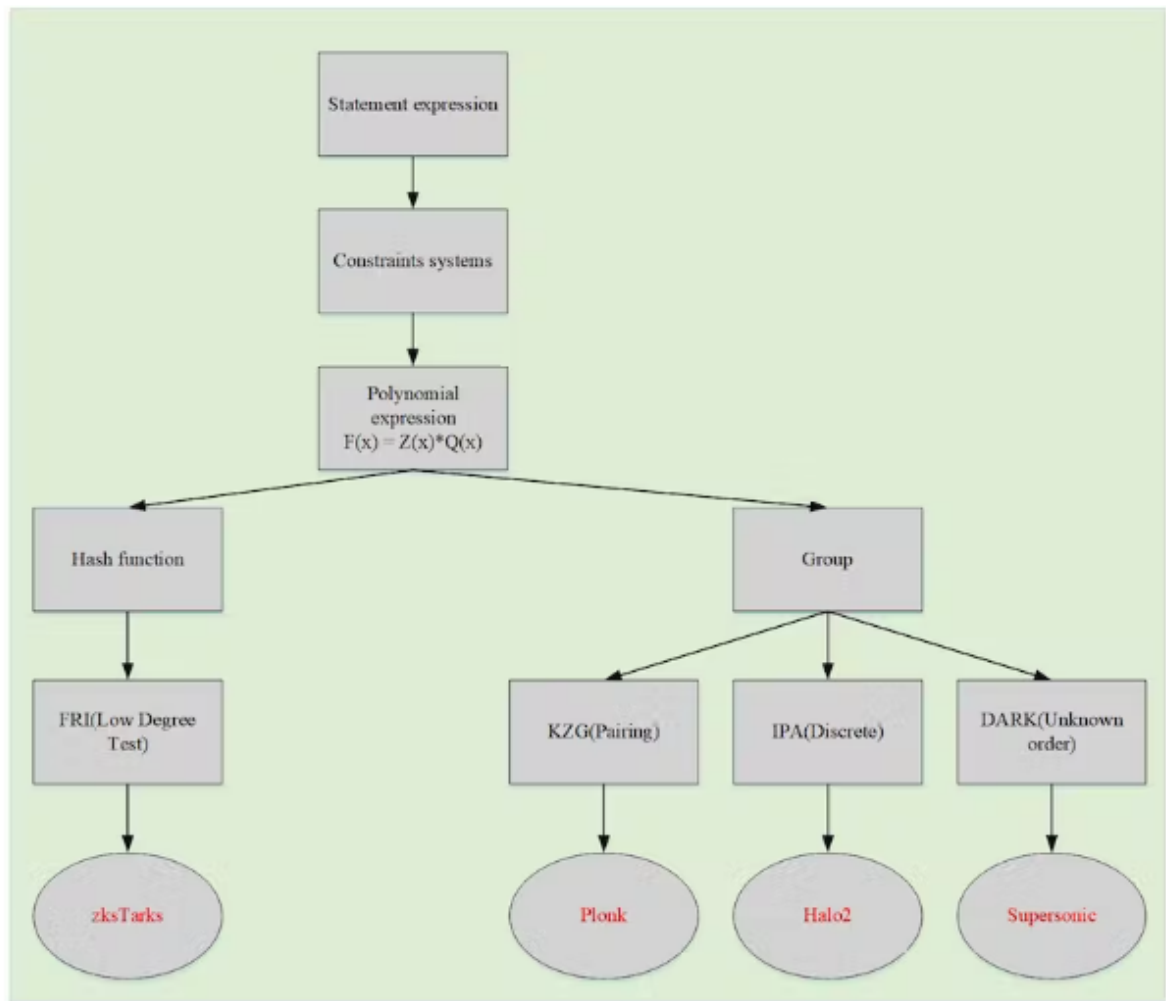 Statement expression
Constraints systems
Polynomial
expression
F(x) = Z(x)*Q(x)
Hash function
Group
FRI(Low Degree
Test)
KZG(Pairing)
IPA(Discrete)
DARK(Unknown
order)
zksTarks
Plonk
Halo2
Supersonic